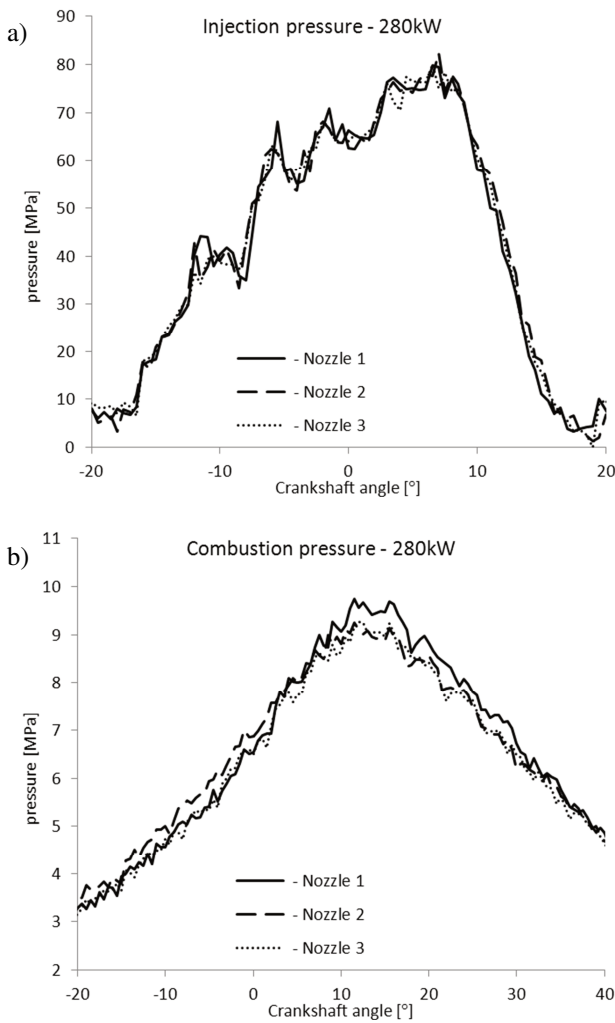 a)
Injection pressure - 280kW
90
80
70
60
50
40
30
20
10
0
pressure [MPa]
- Nozzle 1
- Nozzle 2
- Nozzle 3
-20 -10 0 10 20
Crankshaft angle [°]
b)
Combustion pressure - 280kW
11
10
9
8
7
6
5
4
3
2
pressure [MPa]
- Nozzle 1
- Nozzle 2
- Nozzle 3
-20 -10 0 10 20 30 40
Crankshaft angle [°]